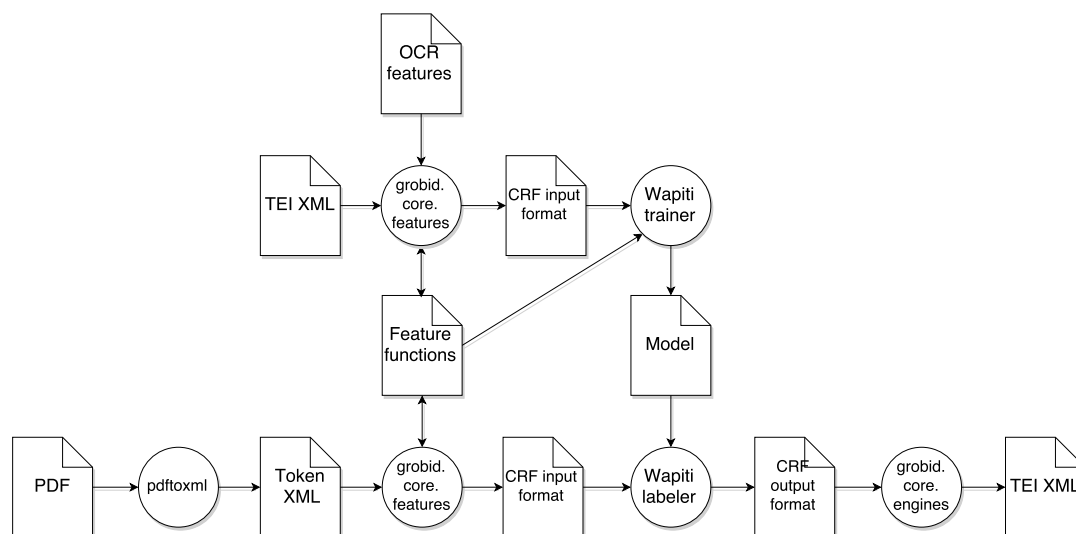 OCR
features
TEI XML
grobid.
core.
features
CRF input
format
Wapiti
trainer
Feature
functions
Model
PDF
pdftoxml
Token
XML
grobid.
core.
features
CRF input
format
Wapiti
labeler
CRF
output
format
grobid.
core.
engines
TEI XML